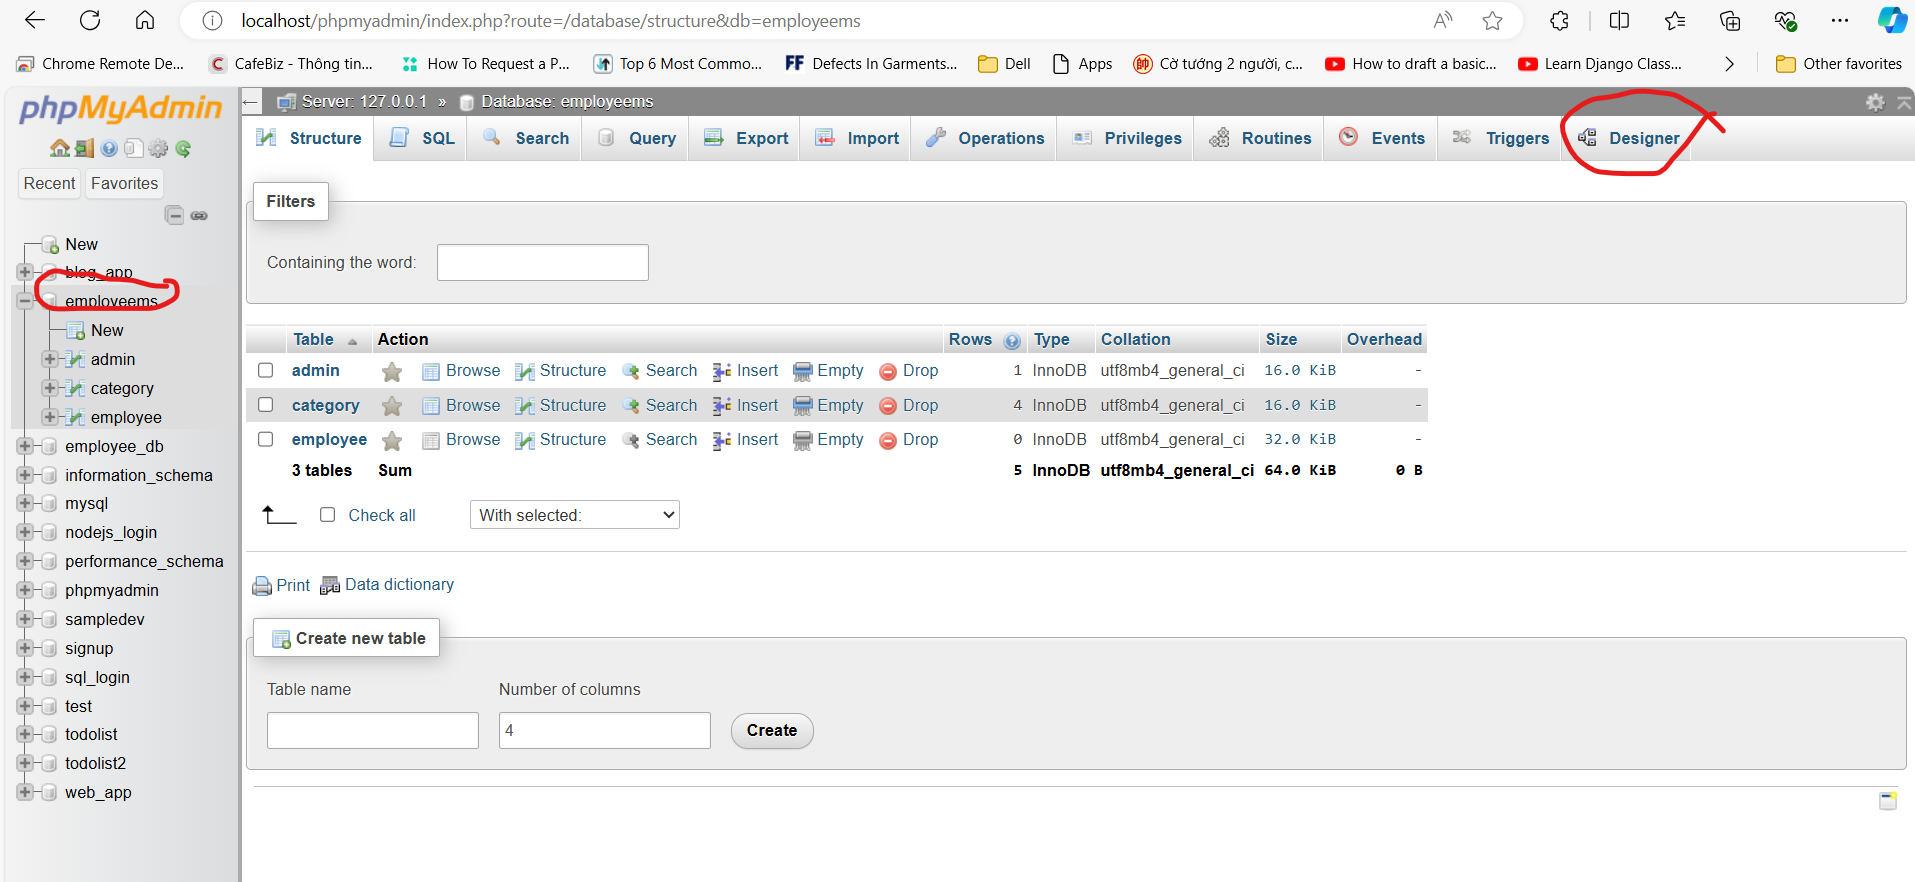 localhost/phpmyadmin/index.php?route=/database/structure&db=employeems
Chrome Remote De... CafeBiz - Thông tin... How To Request a P... Top 6 Most Commo... FF Defects In Garments... Dell Apps Cờ tướng 2 người, c... How to draft a basic... Learn Django Class... Other favorites
phpMyAdmin
Recent Favorites
New
blog_app
employeems
New
admin
category
employee
employee_db
information_schema
mysql
nodejs_login
performance_schema
phpmyadmin
sampledev
signup
sql_login
test
todolist
todolist2
web_app
Server: 127.0.0.1 » Database: employeems
Structure SQL Search Query Export Import Operations Privileges Routines Events Triggers Designer
Filters
Containing the word:
Table Action Rows Type Collation Size Overhead
admin Browse Structure Search Insert Empty Drop 1 InnoDB utf8mb4_general_ci 16.0 KiB -
category Browse Structure Search Insert Empty Drop 4 InnoDB utf8mb4_general_ci 16.0 KiB -
employee Browse Structure Search Insert Empty Drop 0 InnoDB utf8mb4_general_ci 32.0 KiB -
3 tables Sum 5 InnoDB utf8mb4_general_ci 64.0 KiB 0 B
Check all With selected:
Print Data dictionary
Create new table
Table name Number of columns
4 Create